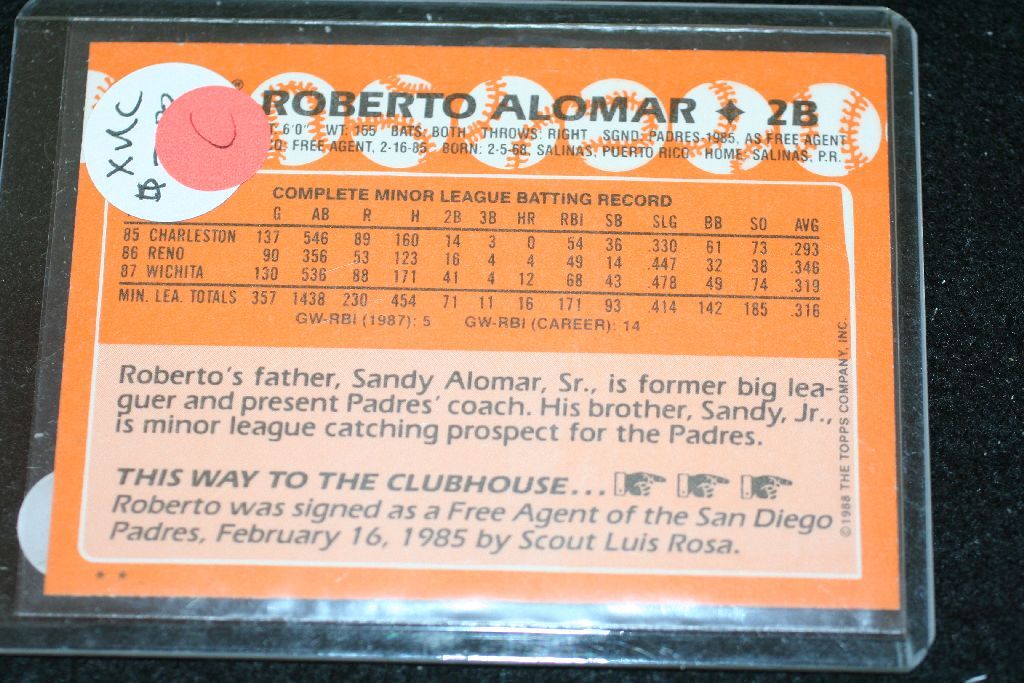 ROBERTO ALOMAR ✦ 2B
6'0" WT: 165 BATS: BOTH THROWS: RIGHT SGND: PADRES-1985, AS FREE AGENT
FREE AGENT, 2-16-85 BORN: 2-5-68, SALINAS, PUERTO RICO HOME: SALINAS, P.R.
XVC
$
C
COMPLETE MINOR LEAGUE BATTING RECORD
G AB R H 2B 3B HR RBI SB SLG BB SO AVG
85 CHARLESTON 137 546 89 160 14 3 0 54 36 .330 61 73 .293
86 RENO 90 356 53 123 16 4 4 49 14 .447 32 38 .346
87 WICHITA 130 536 88 171 41 4 12 68 43 .478 49 74 .319
MIN. LEA. TOTALS 357 1438 230 454 71 11 16 171 93 .414 142 185 .316
GW-RBI (1987): 5 GW-RBI (CAREER): 14
Roberto's father, Sandy Alomar, Sr., is former big lea-
guer and present Padres' coach. His brother, Sandy, Jr.,
is minor league catching prospect for the Padres.
THIS WAY TO THE CLUBHOUSE...
Roberto was signed as a Free Agent of the San Diego
Padres, February 16, 1985 by Scout Luis Rosa.
© 1988 THE TOPPS COMPANY, INC.
* *